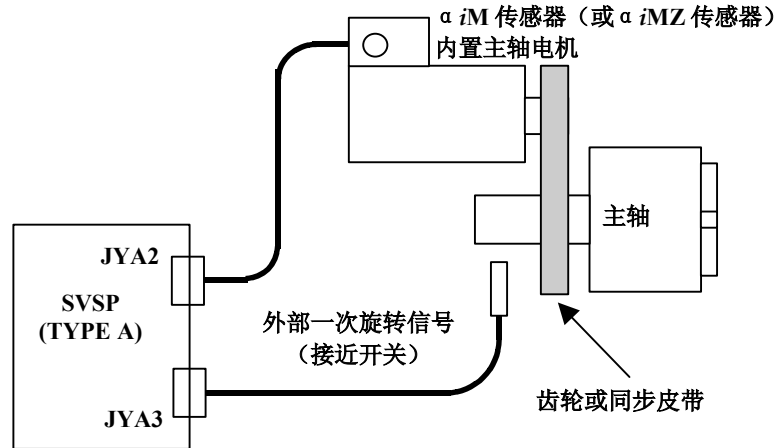 α iM 传感器（或 α iMZ 传感器）
内置主轴电机
主轴
JYA2
SVSP
(TYPE A)
外部一次旋转信号
（接近开关）
齿轮或同步皮带
JYA3